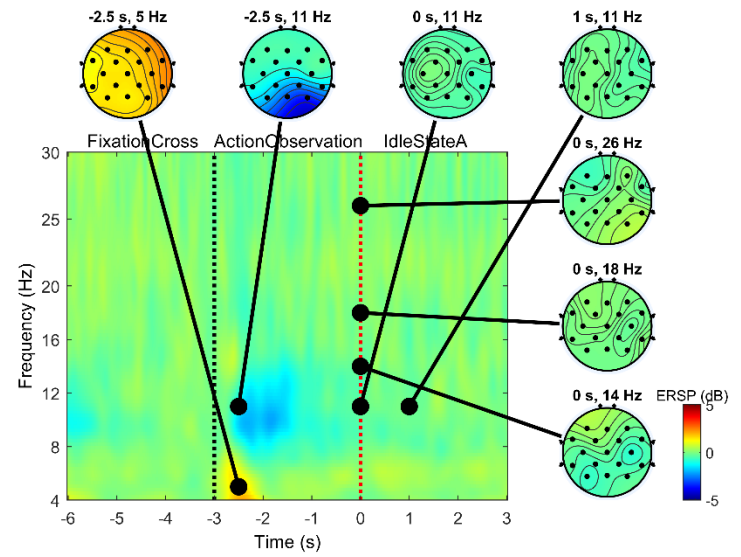 -2.5 s, 5 Hz
-2.5 s, 11 Hz
0 s, 11 Hz
1 s, 11 Hz
FixationCross
ActionObservation
IdleStateA
0 s, 26 Hz
0 s, 18 Hz
0 s, 14 Hz
ERSP (dB)
5
0
-5
Frequency (Hz)
30
24
20
16
12
8
4
-6
-5
-4
-3
-2
-1
0
1
2
3
Time (s)